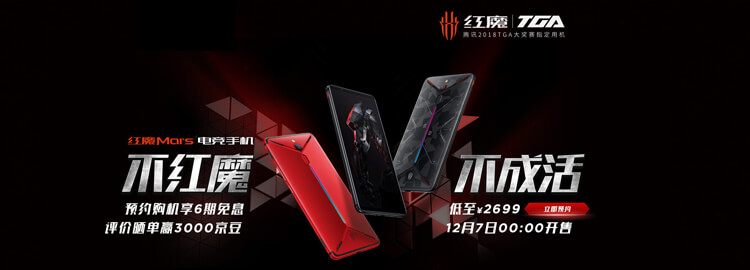 红魔 TGA
腾讯2018TGA大奖赛指定用机
红魔Mars 电竞手机
不红魔 不成活
预约购机享6期免息
评价晒单赢3000京豆
低至¥2699 立即预约
12月7日00:00开售